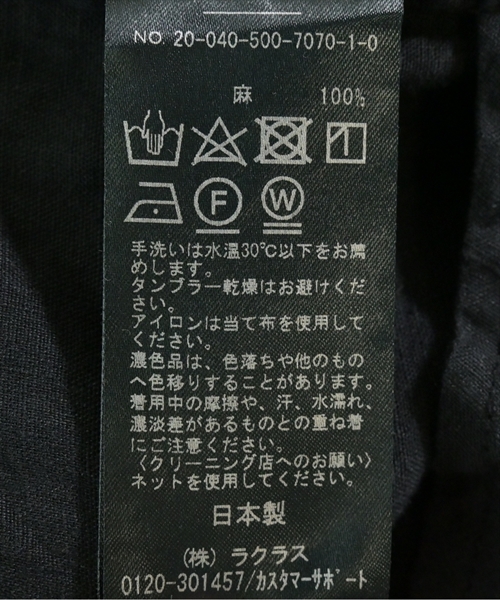 NO. 20-040-500-7070-1-0
麻 100%
F W
手洗いは水温30℃以下をお薦
めします。
タンブラー乾燥はお避けくだ
さい。
アイロンは当て布を使用して
ください。
濃色品は、色落ちや他のもの
へ色移りすることがあります。
着用中の摩擦や、汗、水濡れ、
濃淡差があるものとの重ね着
にご注意ください。
〈クリーニング店へのお願い〉
ネットを使用してください。
日本製
(株) ラクラス
0120-301457/カスタマーサポート